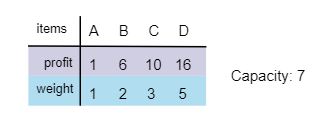 items A B C D
profit 1 6 10 16
weight 1 2 3 5
Capacity: 7